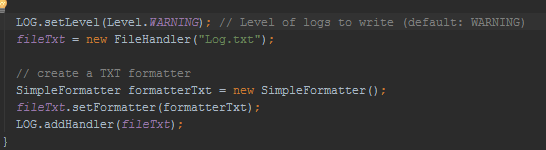 LOG.setLevel(Level.WARNING); // Level of logs to write (default: WARNING)
fileTxt = new FileHandler("Log.txt");
// create a TXT formatter
SimpleFormatter formatterTxt = new SimpleFormatter();
fileTxt.setFormatter(formatterTxt);
LOG.addHandler(fileTxt);
}